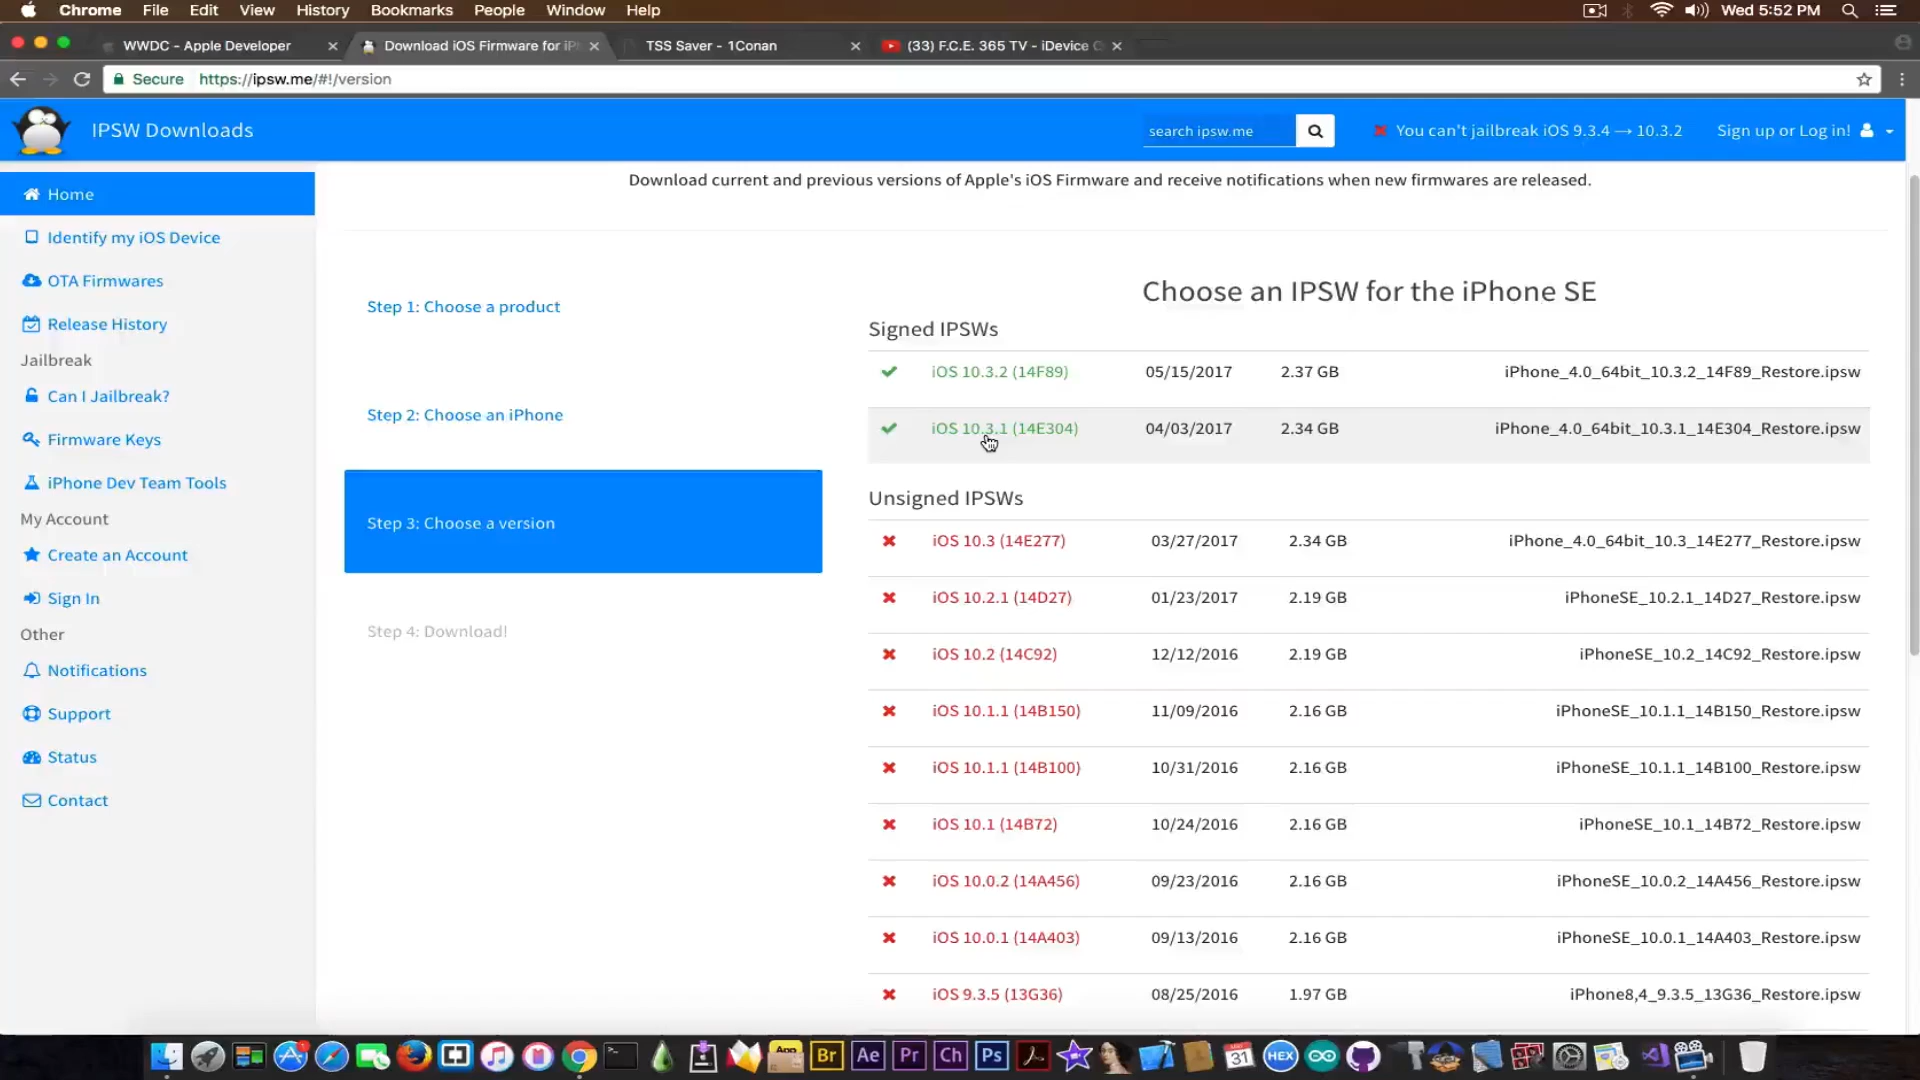 Chrome File Edit View History Bookmarks People Window Help Wed 5:52 PM
WWDC - Apple Developer Download iOS Firmware for iP TSS Saver - 1Conan (33) F.C.E. 365 TV - iDevice
Secure https://ipsw.me/#!/version
IPSW Downloads search ipsw.me You can't jailbreak iOS 9.3.4 → 10.3.2 Sign up or Log in!
Download current and previous versions of Apple's iOS Firmware and receive notifications when new firmwares are released.
Home
Identify my iOS Device
OTA Firmwares
Release History
Jailbreak
Can I Jailbreak?
Firmware Keys
iPhone Dev Team Tools
My Account
Create an Account
Sign In
Other
Notifications
Support
Status
Contact
Step 1: Choose a product
Step 2: Choose an iPhone
Step 3: Choose a version
Step 4: Download!
Choose an IPSW for the iPhone SE
Signed IPSWs
iOS 10.3.2 (14F89) 05/15/2017 2.37 GB iPhone_4.0_64bit_10.3.2_14F89_Restore.ipsw
iOS 10.3.1 (14E304) 04/03/2017 2.34 GB iPhone_4.0_64bit_10.3.1_14E304_Restore.ipsw
Unsigned IPSWs
iOS 10.3 (14E277) 03/27/2017 2.34 GB iPhone_4.0_64bit_10.3_14E277_Restore.ipsw
iOS 10.2.1 (14D27) 01/23/2017 2.19 GB iPhoneSE_10.2.1_14D27_Restore.ipsw
iOS 10.2 (14C92) 12/12/2016 2.19 GB iPhoneSE_10.2_14C92_Restore.ipsw
iOS 10.1.1 (14B150) 11/09/2016 2.16 GB iPhoneSE_10.1.1_14B150_Restore.ipsw
iOS 10.1.1 (14B100) 10/31/2016 2.16 GB iPhoneSE_10.1.1_14B100_Restore.ipsw
iOS 10.1 (14B72) 10/24/2016 2.16 GB iPhoneSE_10.1_14B72_Restore.ipsw
iOS 10.0.2 (14A456) 09/23/2016 2.16 GB iPhoneSE_10.0.2_14A456_Restore.ipsw
iOS 10.0.1 (14A403) 09/13/2016 2.16 GB iPhoneSE_10.0.1_14A403_Restore.ipsw
iOS 9.3.5 (13G36) 08/25/2016 1.97 GB iPhone8,4_9.3.5_13G36_Restore.ipsw
Br Ae Pr Ch Ps 31 HEX